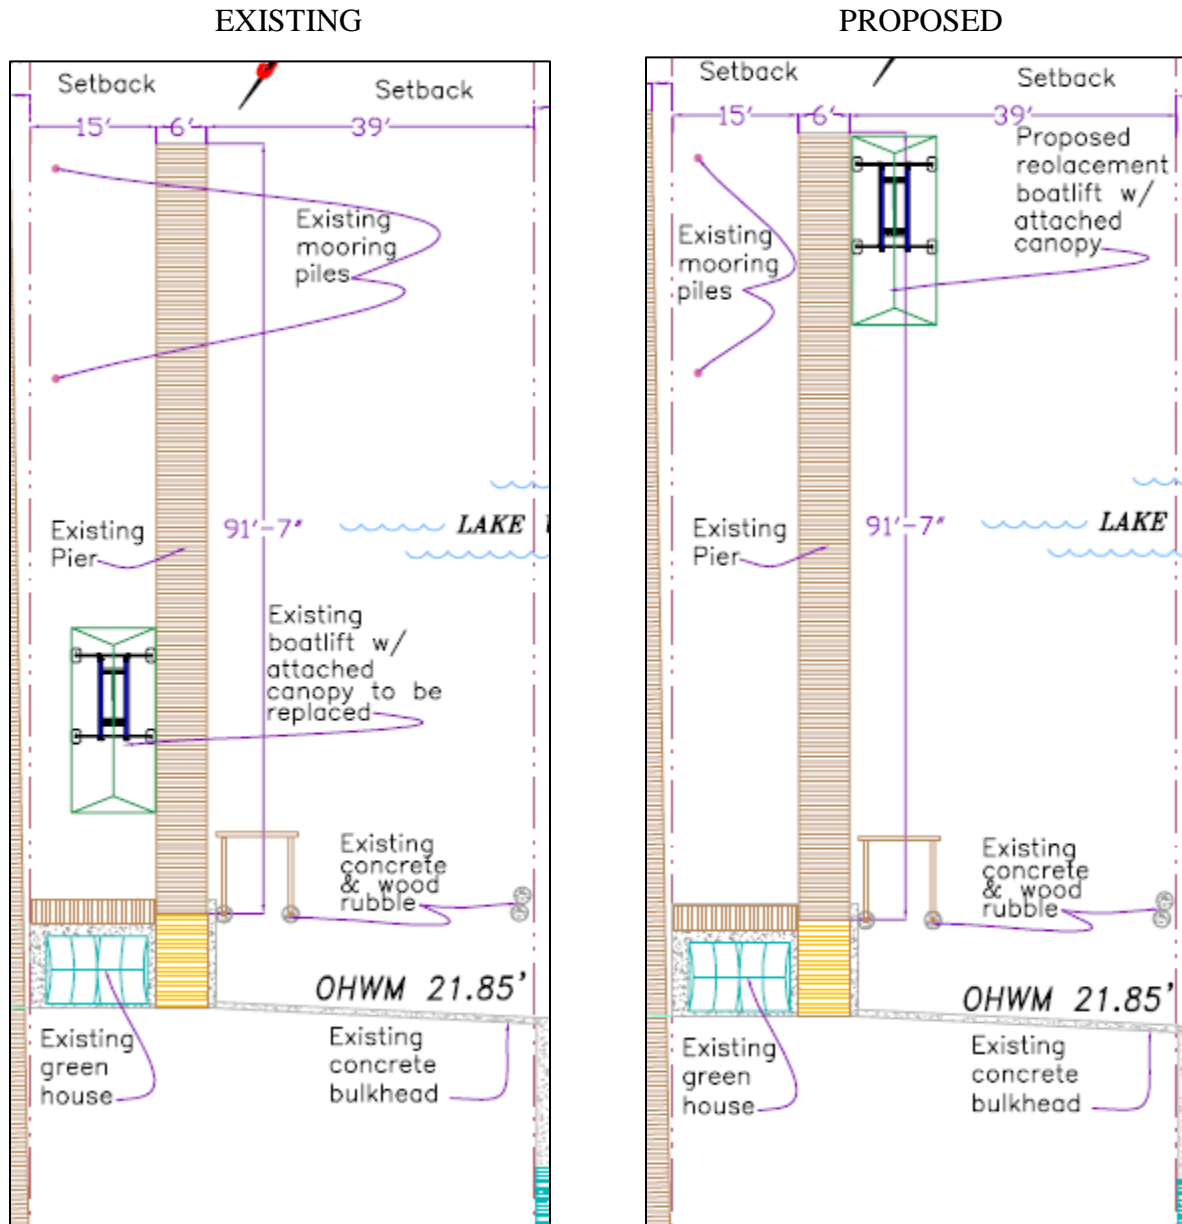 EXISTING
Setback
Setback
15'
6'
39'
Existing
mooring
piles
Existing
Pier
91'-7"
LAKE
Existing
boatlift w/
attached
canopy to be
replaced
Existing
concrete
& wood
rubble
OHWM 21.85'
Existing
green
house
Existing
concrete
bulkhead
PROPOSED
Setback
Setback
15'
6'
39'
Proposed
reolacement
boatlift w/
attached
canopy
Existing
mooring
piles
Existing
Pier
91'-7"
LAKE
Existing
concrete
& wood
rubble
OHWM 21.85'
Existing
green
house
Existing
concrete
bulkhead